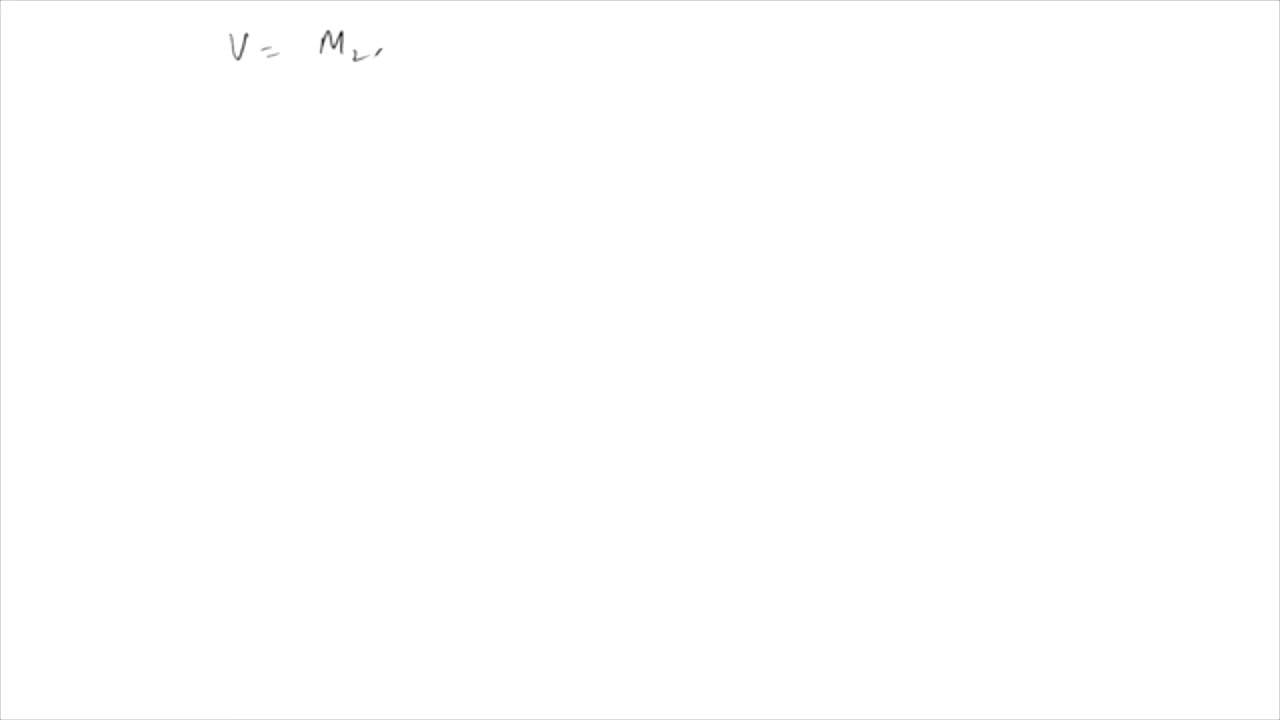 V = M₂,